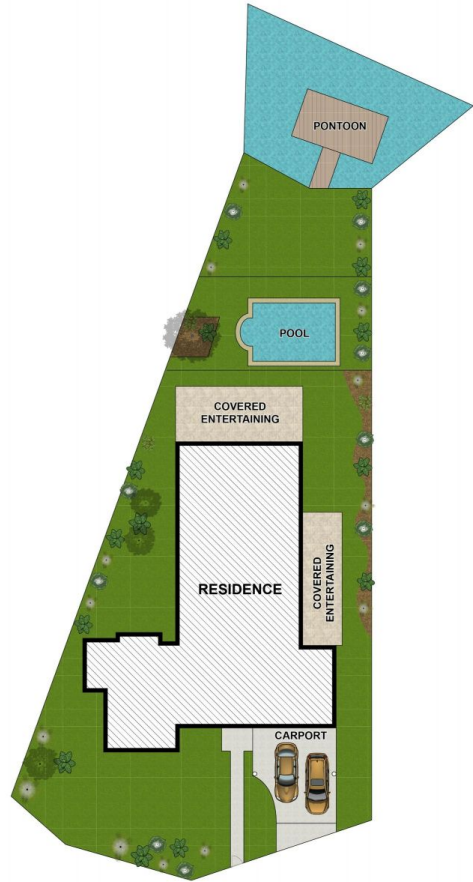 PONTOON
POOL
COVERED
ENTERTAINING
RESIDENCE
COVERED
ENTERTAINING
CARPORT